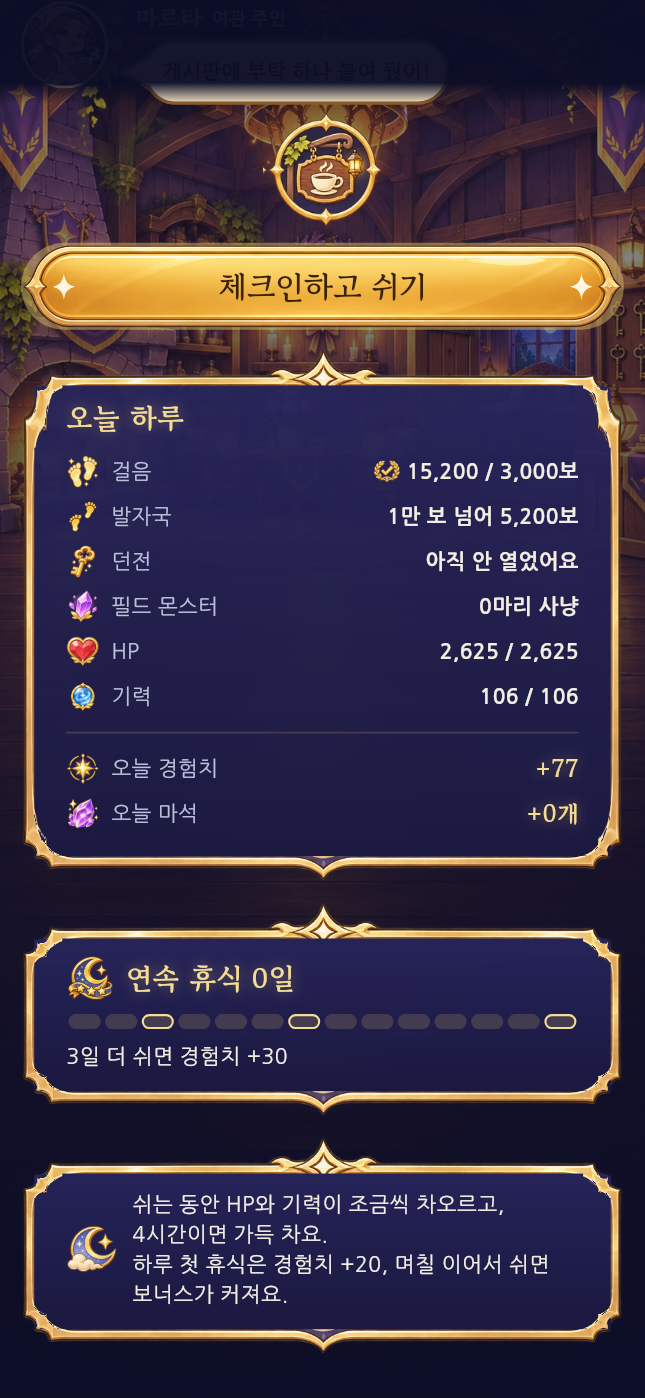 마르타 여관 주인
게시판에 부탁 하나 붙여 뒀어!
체크인하고 쉬기
오늘 하루
걸음 15,200 / 3,000보
발자국 1만 보 넘어 5,200보
던전 아직 안 열었어요
필드 몬스터 0마리 사냥
HP 2,625 / 2,625
기력 106 / 106
오늘 경험치 +77
오늘 마석 +0개
연속 휴식 0일
3일 더 쉬면 경험치 +30
쉬는 동안 HP와 기력이 조금씩 차오르고,
4시간이면 가득 차요.
하루 첫 휴식은 경험치 +20, 며칠 이어서 쉬면
보너스가 커져요.